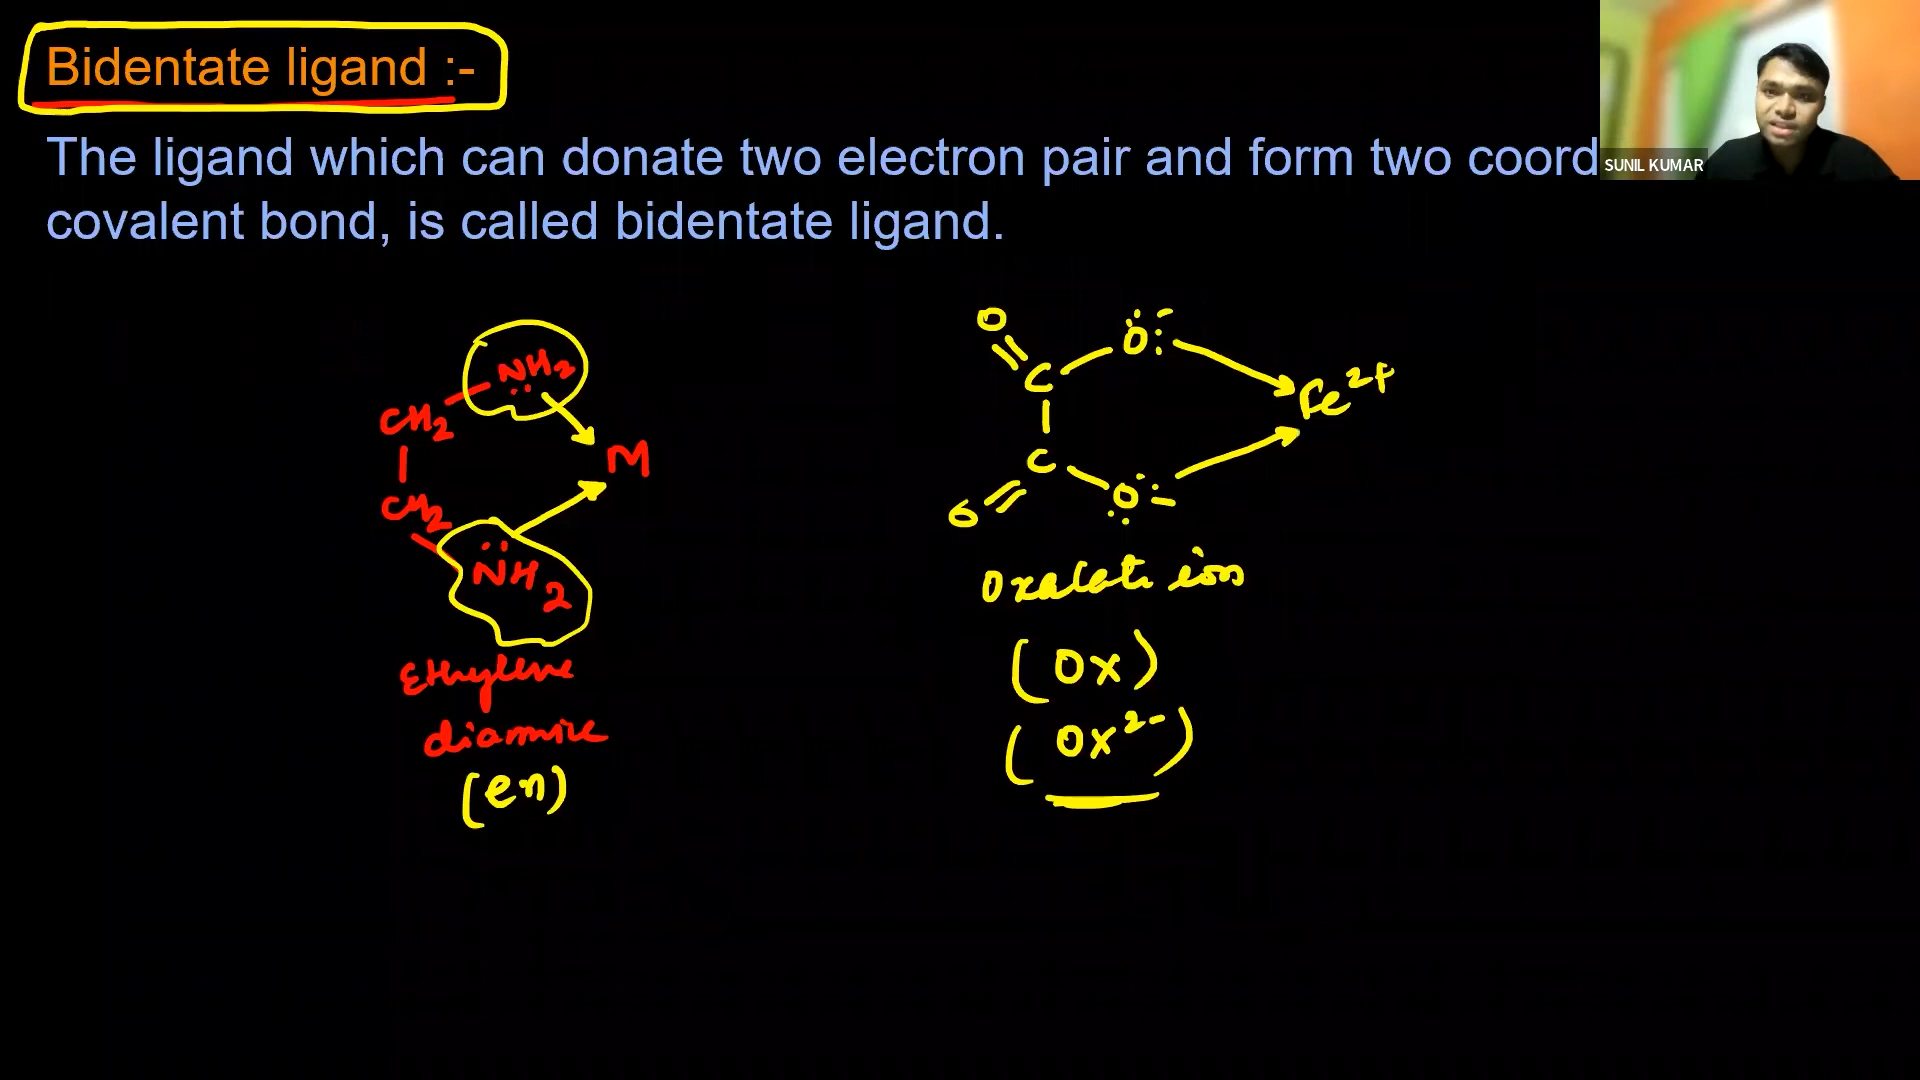 Bidentate ligand :-
SUNIL KUMAR
The ligand which can donate two electron pair and form two coord
covalent bond, is called bidentate ligand.
NH2
CH2
M
CH2
NH2
Ethylene
diamine
(en)
O
O
C
Fe2+
C
O
O
Oxalate ion
(Ox)
(Ox2-)